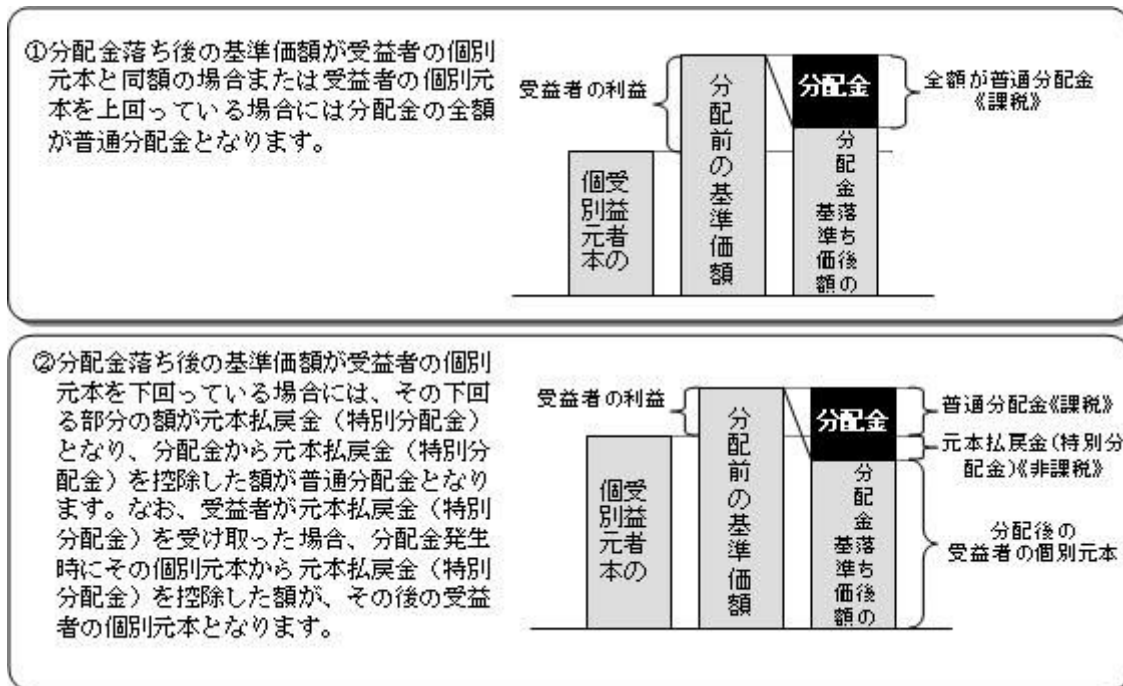 ①分配金落ち後の基準価額が受益者の個別
元本と同額の場合または受益者の個別元
本を上回っている場合には分配金の全額
が普通分配金となります。
受益者の利益
受益者の
個別元本
分配前の基準価額
分配金
分配金落ち後の
基準価額
全額が普通分配金
《課税》
②分配金落ち後の基準価額が受益者の個別
元本を下回っている場合には、その下回
る部分の額が元本払戻金（特別分配金）
となり、分配金から元本払戻金（特別分
配金）を控除した額が普通分配金となり
ます。なお、受益者が元本払戻金（特別
分配金）を受け取った場合、分配金発生
時にその個別元本から元本払戻金（特別
分配金）を控除した額が、その後の受益
者の個別元本となります。
受益者の利益
受益者の
個別元本
分配前の基準価額
分配金
分配金落ち後の
基準価額
普通分配金《課税》
元本払戻金(特別分
配金)《非課税》
分配後の
受益者の個別元本